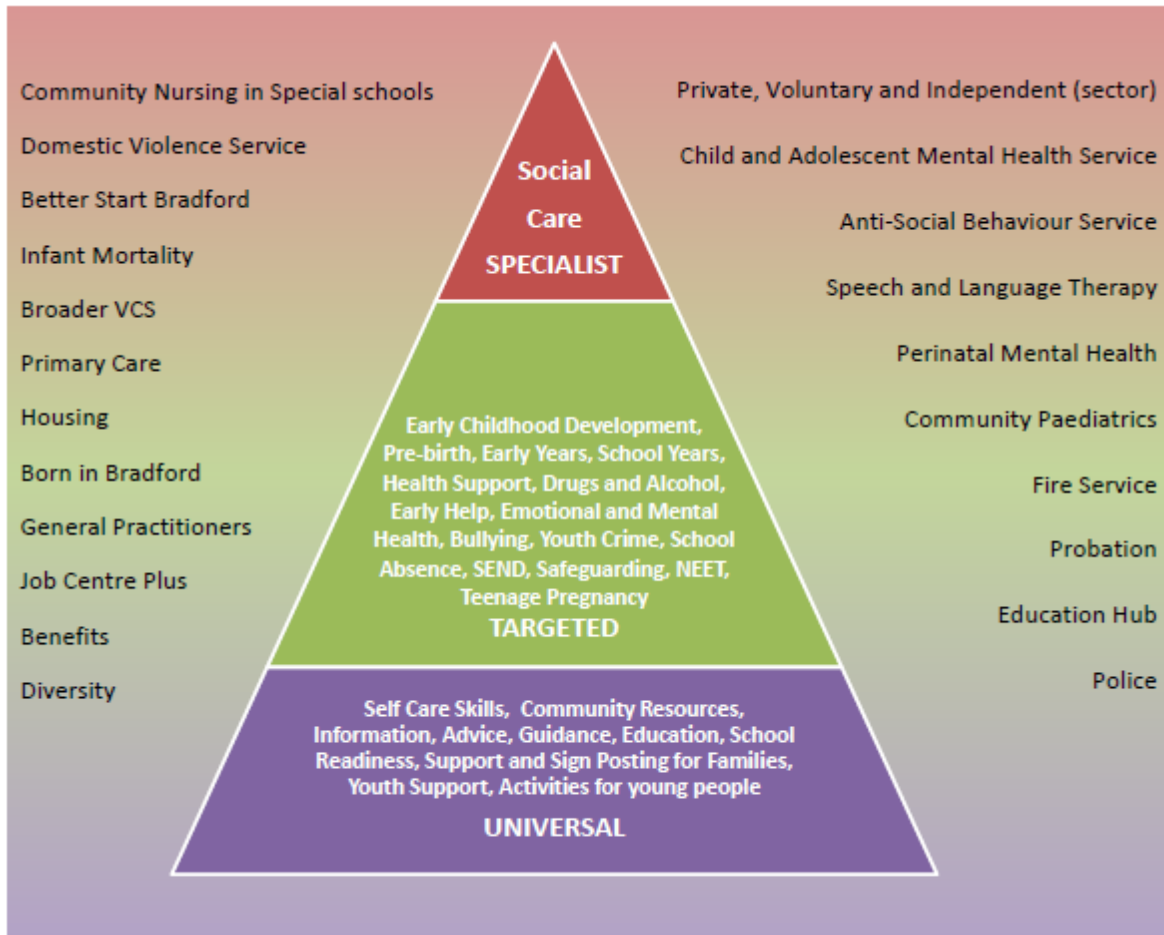 Community Nursing in Special schools
Domestic Violence Service
Better Start Bradford
Infant Mortality
Broader VCS
Primary Care
Housing
Born in Bradford
General Practitioners
Job Centre Plus
Benefits
Diversity
Social
Care
SPECIALIST
Early Childhood Development,
Pre-birth, Early Years, School Years,
Health Support, Drugs and Alcohol,
Early Help, Emotional and Mental
Health, Bullying, Youth Crime, School
Absence, SEND, Safeguarding, NEET,
Teenage Pregnancy
TARGETED
Self Care Skills, Community Resources,
Information, Advice, Guidance, Education, School
Readiness, Support and Sign Posting for Families,
Youth Support, Activities for young people
UNIVERSAL
Private, Voluntary and Independent (sector)
Child and Adolescent Mental Health Service
Anti-Social Behaviour Service
Speech and Language Therapy
Perinatal Mental Health
Community Paediatrics
Fire Service
Probation
Education Hub
Police